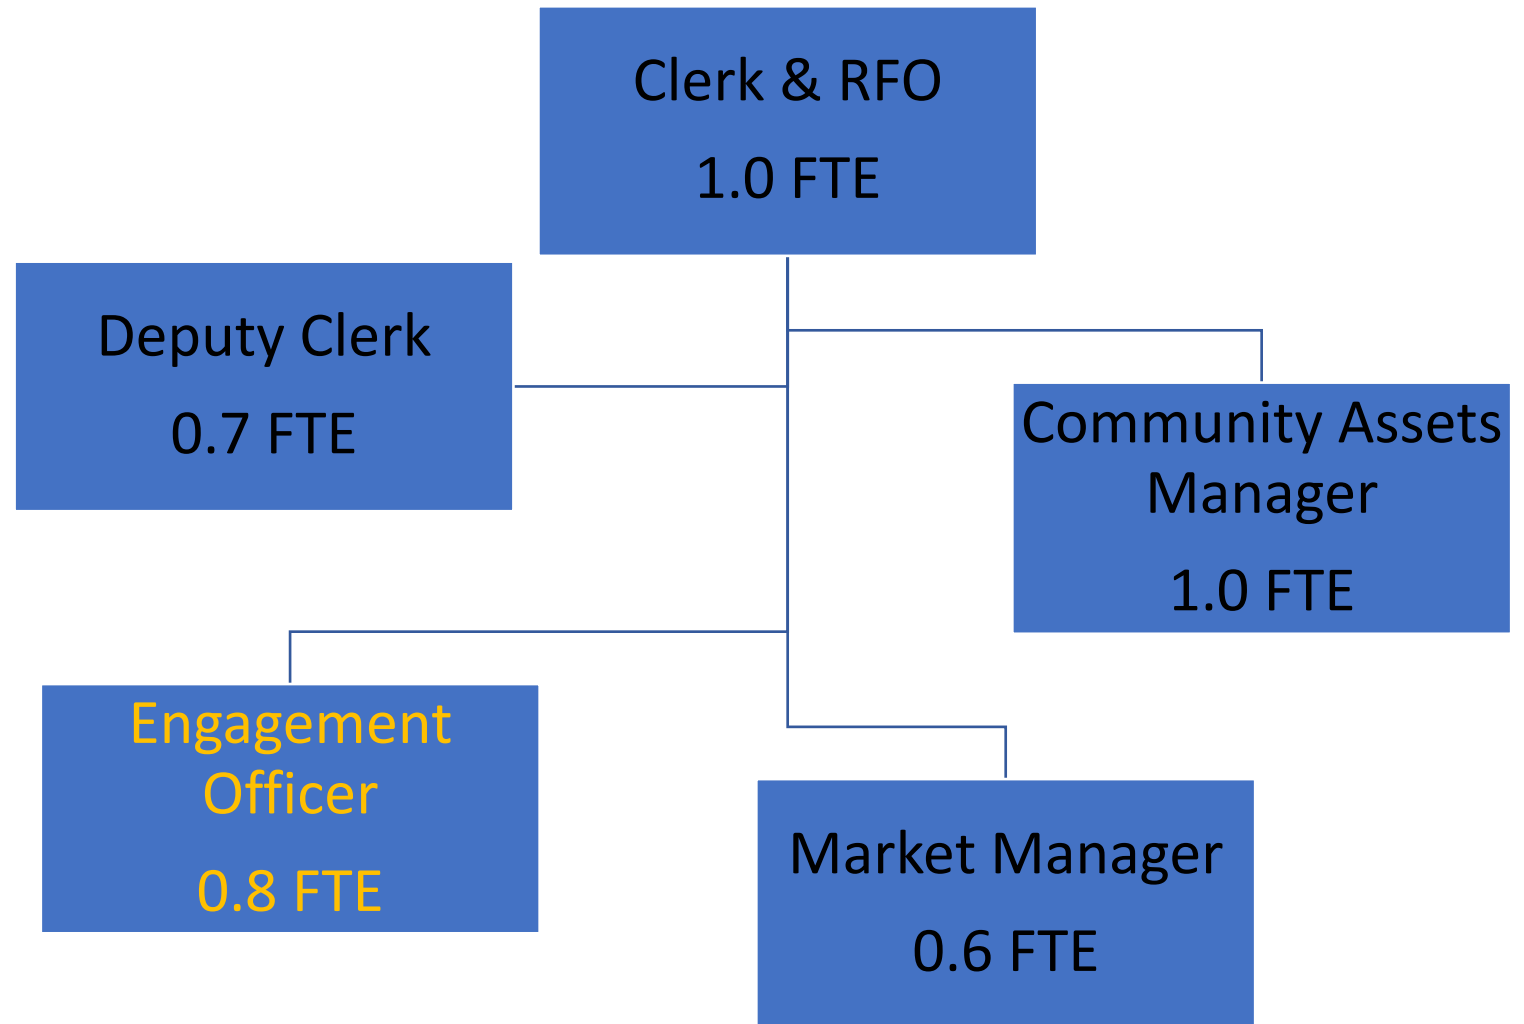 Clerk & RFO
1.0 FTE
Deputy Clerk
0.7 FTE
Community Assets
Manager
1.0 FTE
Engagement
Officer
0.8 FTE
Market Manager
0.6 FTE